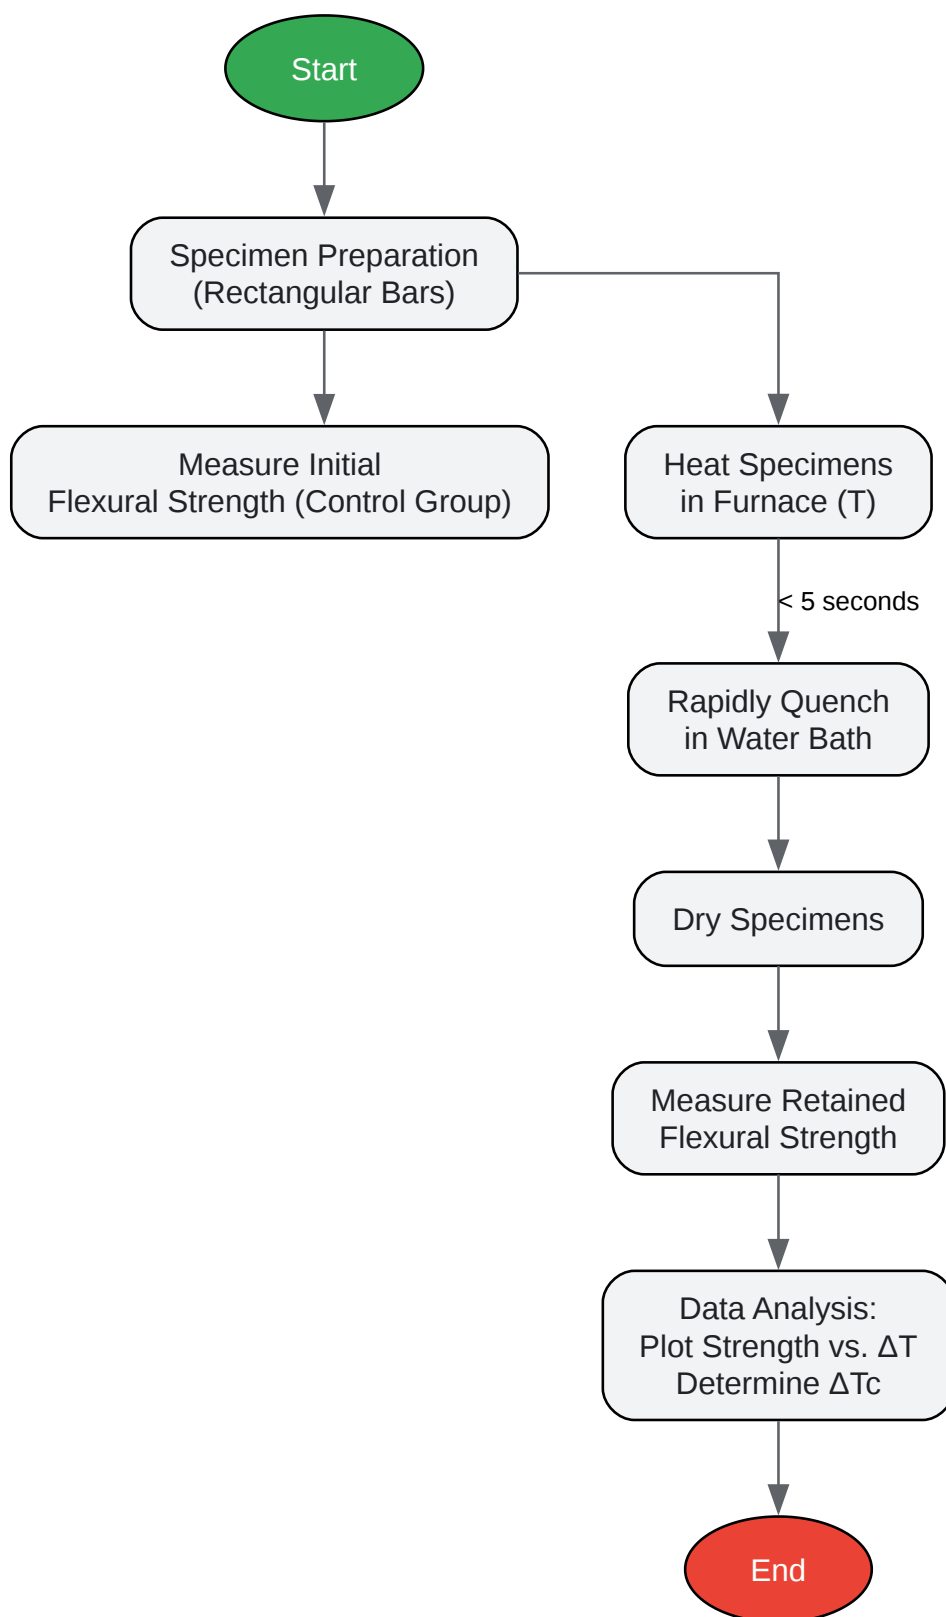 Start
Specimen Preparation
(Rectangular Bars)
Measure Initial
Flexural Strength (Control Group)
Heat Specimens
in Furnace (T)
< 5 seconds
Rapidly Quench
in Water Bath
Dry Specimens
Measure Retained
Flexural Strength
Data Analysis:
Plot Strength vs. ΔT
Determine ΔTc
End